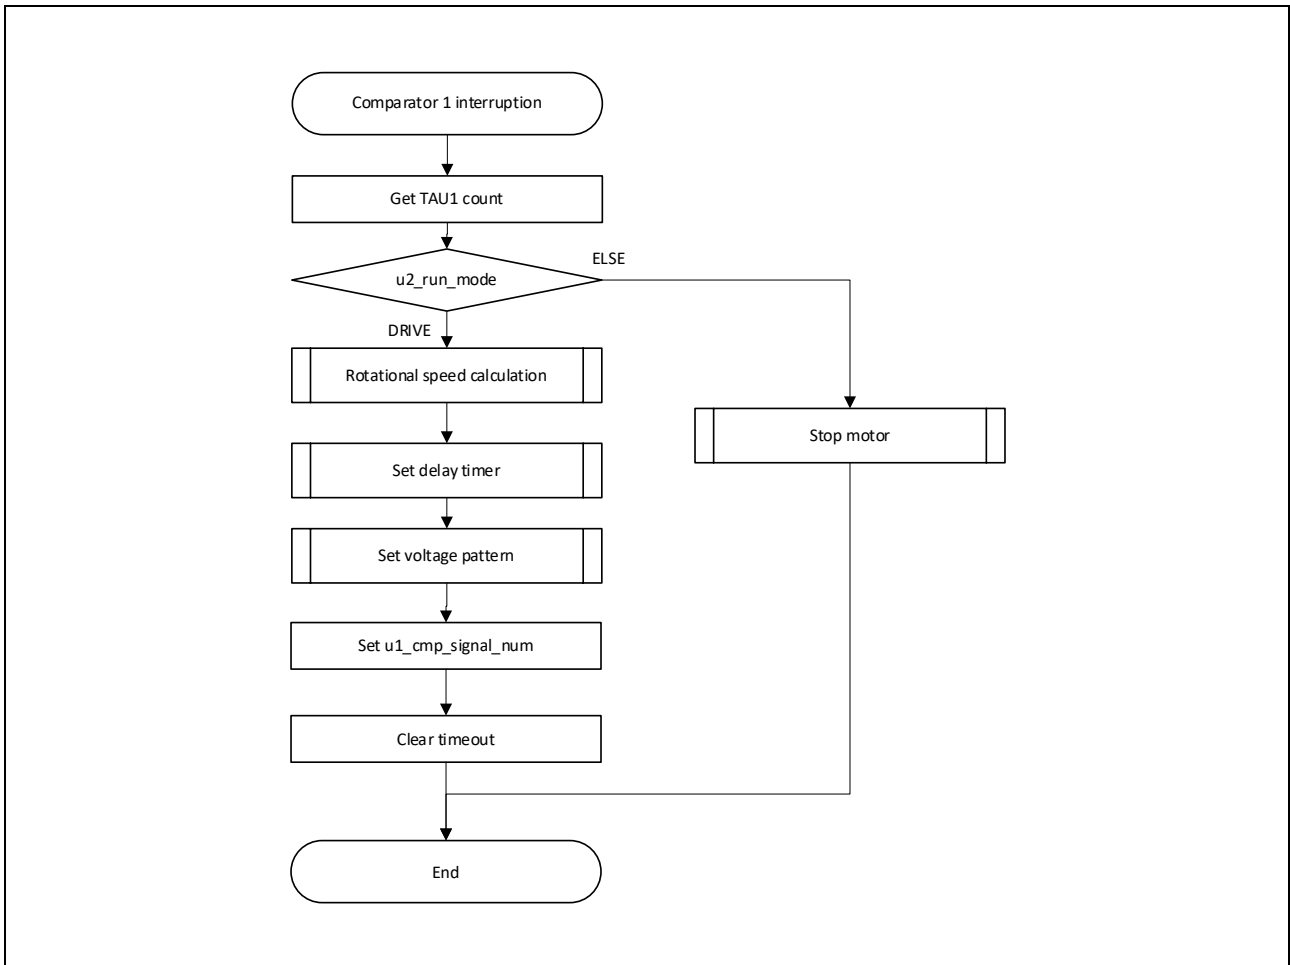 Comparator 1 interruption
Get TAU1 count
u2_run_mode
ELSE
DRIVE
Rotational speed calculation
Set delay timer
Set voltage pattern
Set u1_cmp_signal_num
Clear timeout
Stop motor
End